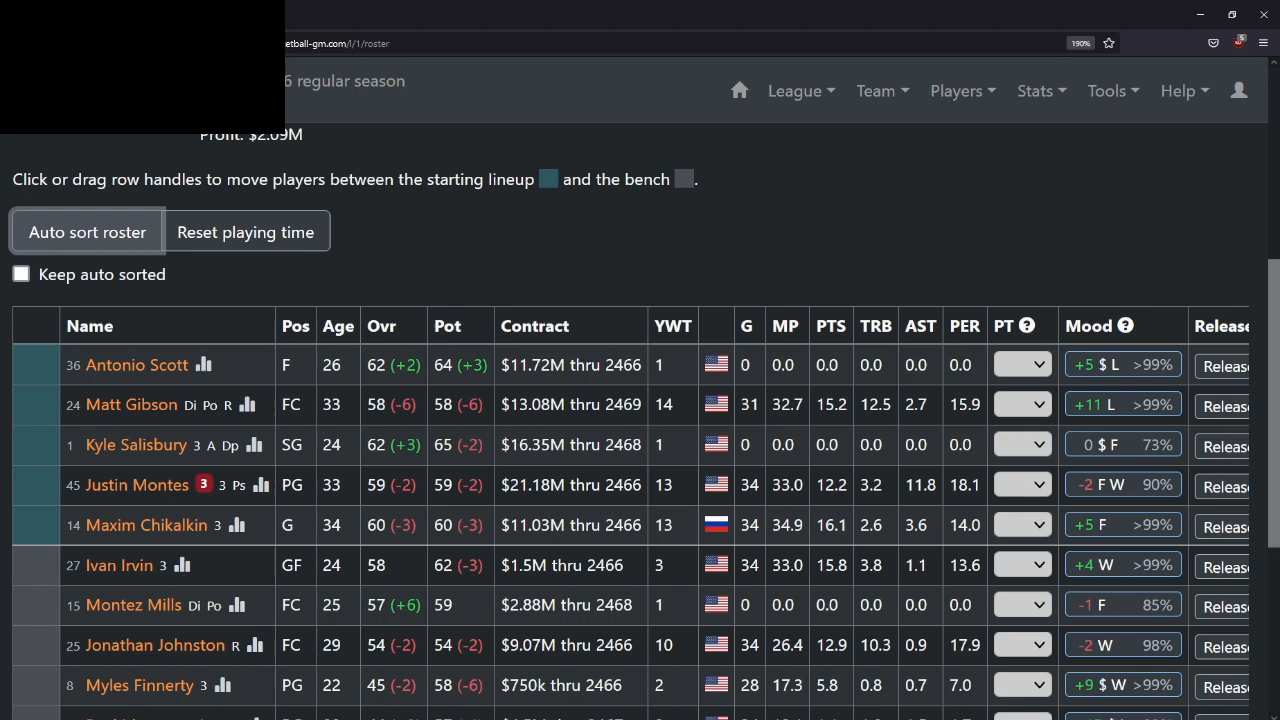 etball-gm.com/l/1/roster 190% 5
6 regular season
League Team Players Stats Tools Help
Profit: $2.09M
Click or drag row handles to move players between the starting lineup and the bench .
Auto sort roster Reset playing time
Keep auto sorted
Name Pos Age Ovr Pot Contract YWT G MP PTS TRB AST PER PT ? Mood ? Release
36 Antonio Scott F 26 62 (+2) 64 (+3) $11.72M thru 2466 1 0 0.0 0.0 0.0 0.0 0.0 +5 $ L >99% Release
24 Matt Gibson Di Po R FC 33 58 (-6) 58 (-6) $13.08M thru 2469 14 31 32.7 15.2 12.5 2.7 15.9 +11 L >99% Release
1 Kyle Salisbury 3 A Dp SG 24 62 (+3) 65 (-2) $16.35M thru 2468 1 0 0.0 0.0 0.0 0.0 0.0 0 $ F 73% Release
45 Justin Montes 3 3 Ps PG 33 59 (-2) 59 (-2) $21.18M thru 2466 13 34 33.0 12.2 3.2 11.8 18.1 -2 F W 90% Release
14 Maxim Chikalkin 3 G 34 60 (-3) 60 (-3) $11.03M thru 2466 13 34 34.9 16.1 2.6 3.6 14.0 +5 F >99% Release
27 Ivan Irvin 3 GF 24 58 62 (-3) $1.5M thru 2466 3 34 33.0 15.8 3.8 1.1 13.6 +4 W >99% Release
15 Montez Mills Di Po FC 25 57 (+6) 59 $2.88M thru 2468 1 0 0.0 0.0 0.0 0.0 0.0 -1 F 85% Release
25 Jonathan Johnston R FC 29 54 (-2) 54 (-2) $9.07M thru 2466 10 34 26.4 12.9 10.3 0.9 17.9 -2 W 98% Release
8 Myles Finnerty 3 PG 22 45 (-2) 58 (-6) $750k thru 2466 2 28 17.3 5.8 0.8 0.7 7.0 +9 $ W >99% Release